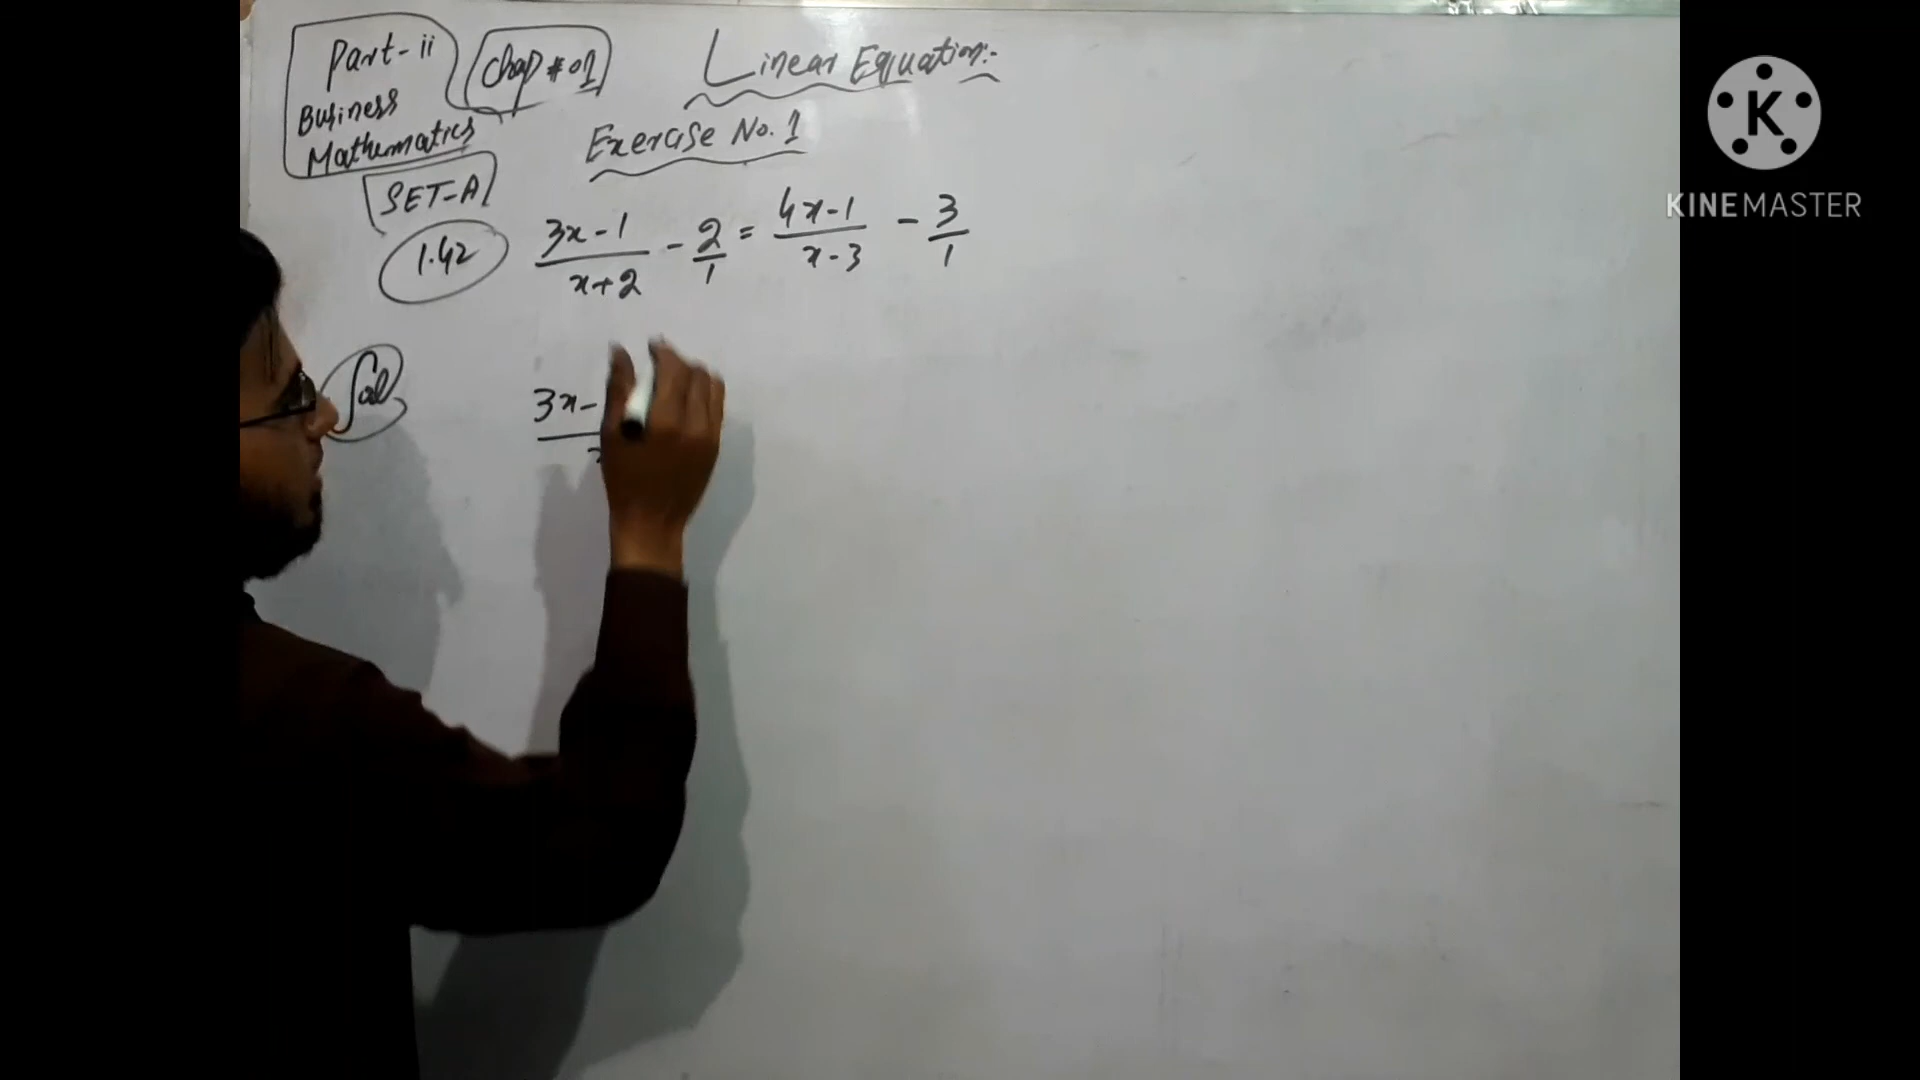 Part-ii
Business
Mathematics
Chap # 01
Linear Equation:-
Exercise No. 1
SET-A
1.42 3x-1/x+2 - 2/1 = 4x-1/x-3 - 3/1
Sol
3x-
K
KINEMASTER